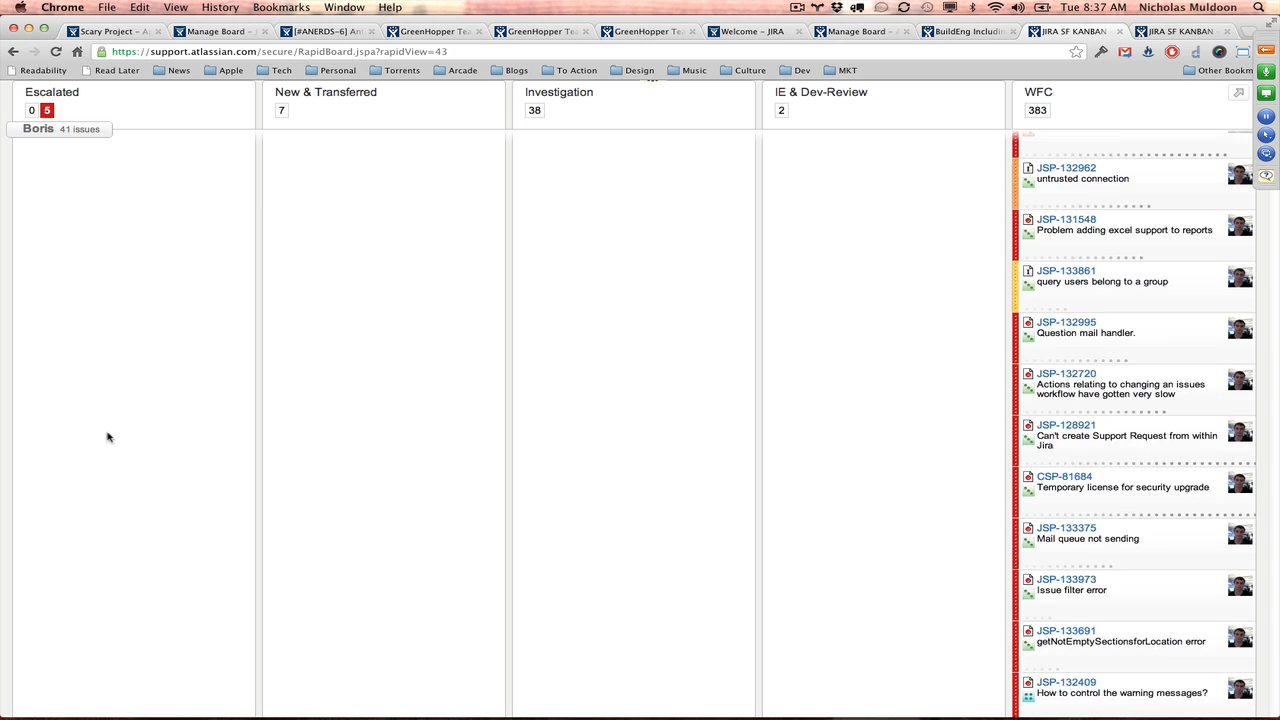 Chrome File Edit View History Bookmarks Window Help Tue 8:37 AM Nicholas Muldoon
Scary Project – A Manage Board – [#ANERDS-6] GreenHopper Tea GreenHopper Tea GreenHopper Tea Welcome – JIRA Manage Board – BuildEng Includin JIRA SF KANBAN JIRA SF KANBAN
https://support.atlassian.com/secure/RapidBoard.jspa?rapidView=43
Readability Read Later News Apple Tech Personal Torrents Arcade Blogs To Action Design Music Culture Dev MKT Other Bookm
Escalated New & Transferred Investigation IE & Dev-Review WFC
0 5 7 38 2 383
Boris 41 issues
JSP-132962
untrusted connection
JSP-131548
Problem adding excel support to reports
JSP-133861
query users belong to a group
JSP-132995
Question mail handler.
JSP-132720
Actions relating to changing an issues
workflow have gotten very slow
JSP-128921
Can't create Support Request from within
Jira
CSP-81684
Temporary license for security upgrade
JSP-133375
Mail queue not sending
JSP-133973
Issue filter error
JSP-133691
getNotEmptySectionsforLocation error
JSP-132409
How to control the warning messages?